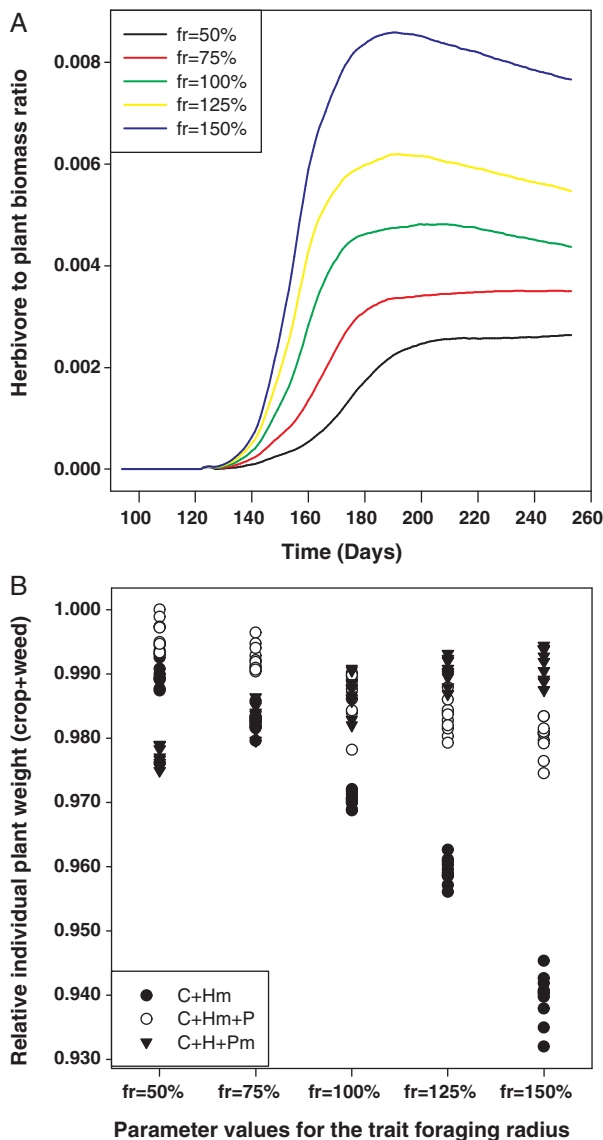 A
fr=50%
fr=75%
fr=100%
fr=125%
fr=150%
Herbivore to plant biomass ratio
0.008
0.006
0.004
0.002
0.000
100 120 140 160 180 200 220 240 260
Time (Days)
B
Relative individual plant weight (crop+weed)
1.000
0.990
0.980
0.970
0.960
0.950
0.940
0.930
C+Hm
C+Hm+P
C+H+Pm
fr=50% fr=75% fr=100% fr=125% fr=150%
Parameter values for the trait foraging radius